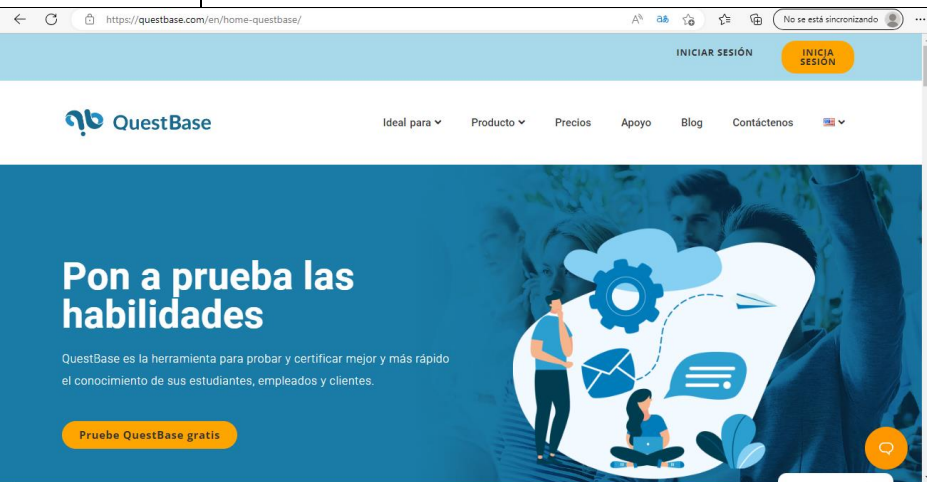 https://questbase.com/en/home-questbase/
No se está sincronizando
INICIAR SESIÓN
INICIA
SESIÓN
QuestBase
Ideal para
Producto
Precios
Apoyo
Blog
Contáctenos
Pon a prueba las
habilidades
QuestBase es la herramienta para probar y certificar mejor y más rápido
el conocimiento de sus estudiantes, empleados y clientes.
Pruebe QuestBase gratis